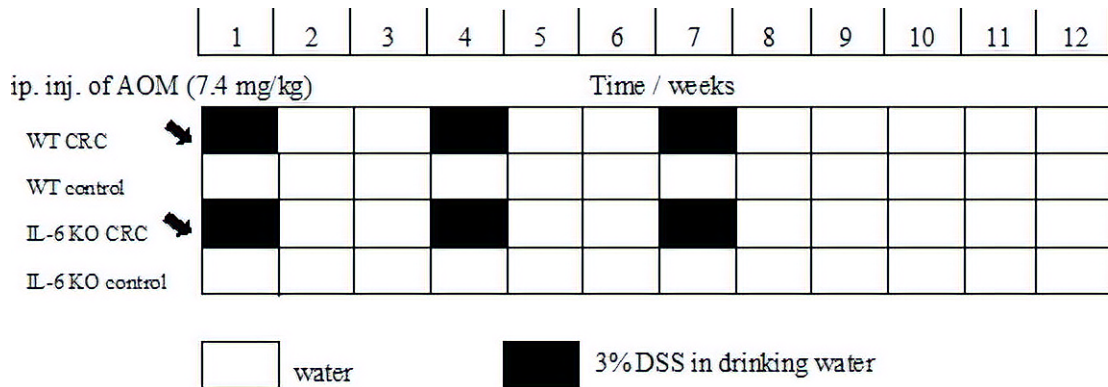 1 2 3 4 5 6 7 8 9 10 11 12
ip. inj. of AOM (7.4 mg/kg) Time / weeks
WT CRC
WT control
IL-6 KO CRC
IL-6 KO control
water 3% DSS in drinking water